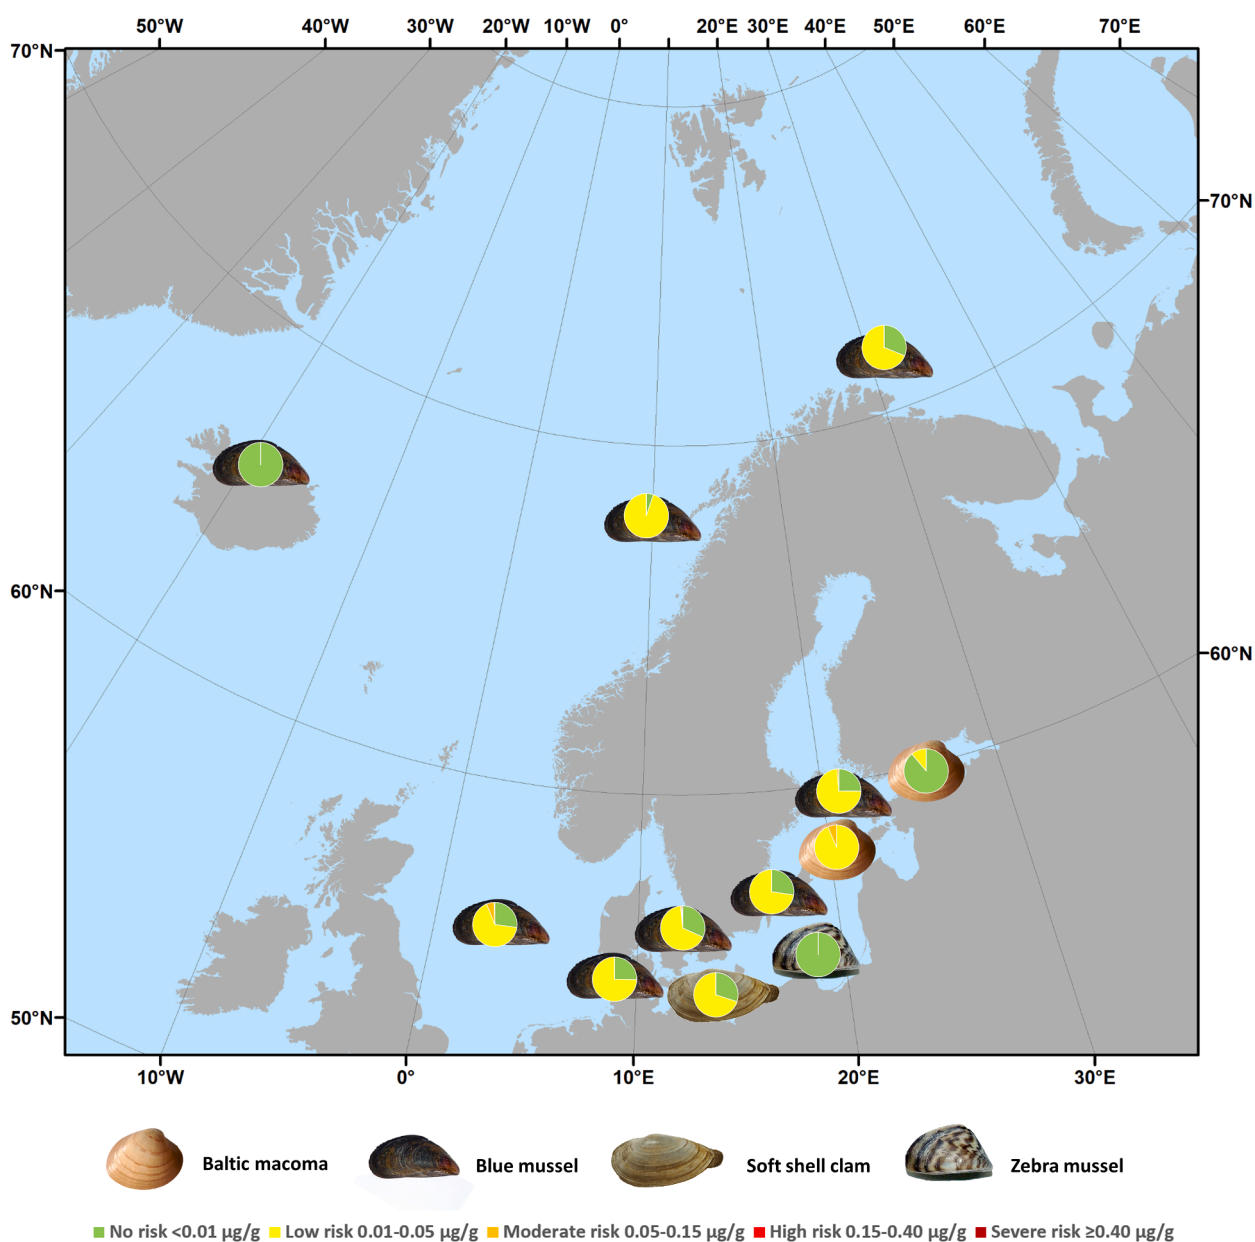 50°W 40°W 30°W 20°W 10°W 0° 20°E 30°E 40°E 50°E 60°E 70°E
70°N
70°N
60°N
60°N
50°N
10°W 0° 10°E 20°E 30°E
Baltic macoma Blue mussel Soft shell clam Zebra mussel
No risk <0.01 µg/g Low risk 0.01-0.05 µg/g Moderate risk 0.05-0.15 µg/g High risk 0.15-0.40 µg/g Severe risk ≥0.40 µg/g